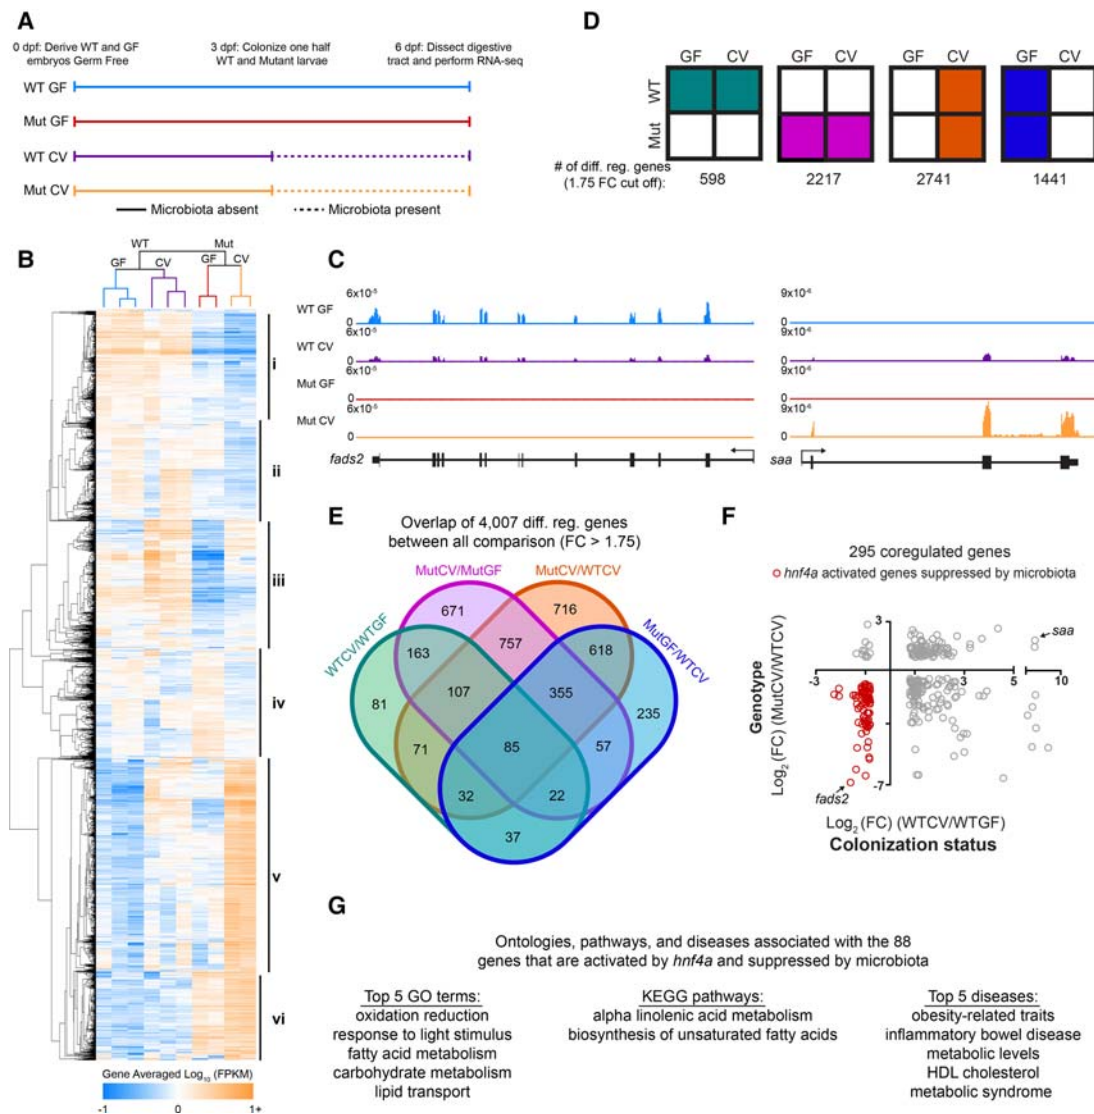 A
0 dpf: Derive WT and GF
embryos Germ Free
3 dpf: Colonize one half
WT and Mutant larvae
6 dpf: Dissect digestive
tract and perform RNA-seq
WT GF
Mut GF
WT CV
Mut CV
Microbiota absent
Microbiota present
D
GF CV
GF CV
GF CV
GF CV
WT
Mut
# of diff. reg. genes
(1.75 FC cut off):
598
2217
2741
1441
B
WT
Mut
GF
CV
GF
CV
i
ii
iii
iv
v
vi
Gene Averaged Log10 (FPKM)
-1
0
1+
C
6x10-5
WT GF
0
6x10-5
WT CV
0
6x10-5
Mut GF
0
6x10-5
Mut CV
0
fads2
9x10-6
0
9x10-6
0
9x10-6
0
9x10-6
0
saa
E
Overlap of 4,007 diff. reg. genes
between all comparison (FC > 1.75)
MutCV/MutGF
MutCV/WTCV
WTCV/WTGF
MutGF/WTCV
671
716
163
757
618
81
107
355
235
71
85
57
32
22
37
F
295 coregulated genes
hnf4a activated genes suppressed by microbiota
3
saa
-3
3
5
10
-7
fads2
Genotype
Log2 (FC) (MutCV/WTCV)
Log2 (FC) (WTCV/WTGF)
Colonization status
G
Ontologies, pathways, and diseases associated with the 88
genes that are activated by hnf4a and suppressed by microbiota
Top 5 GO terms:
oxidation reduction
response to light stimulus
fatty acid metabolism
carbohydrate metabolism
lipid transport
KEGG pathways:
alpha linolenic acid metabolism
biosynthesis of unsaturated fatty acids
Top 5 diseases:
obesity-related traits
inflammatory bowel disease
metabolic levels
HDL cholesterol
metabolic syndrome